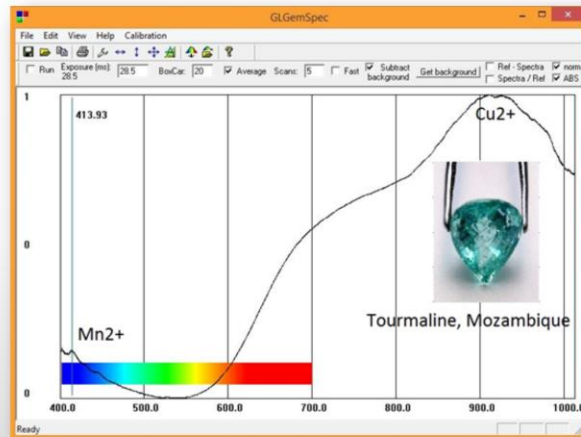 GLGemSpec
File Edit View Help Calibration
Run Exposure (ms): 28.5 BoxCar: 20 Average Scans: 5 Fast Subtract background Get background Ref - Spectra norm
28.5 Spectra / Ref ABS
1
413.93
Cu2+
0
Mn2+
Tourmaline, Mozambique
0
400.0 500.0 600.0 700.0 800.0 900.0 1000.0
Ready